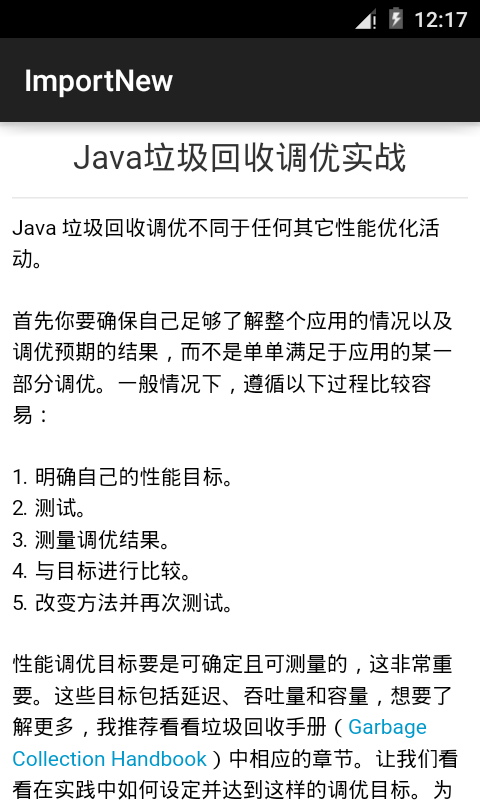 12:17
ImportNew
Java垃圾回收调优实战
Java 垃圾回收调优不同于任何其它性能优化活
动。
首先你要确保自己足够了解整个应用的情况以及
调优预期的结果，而不是单单满足于应用的某一
部分调优。一般情况下，遵循以下过程比较容
易：
1. 明确自己的性能目标。
2. 测试。
3. 测量调优结果。
4. 与目标进行比较。
5. 改变方法并再次测试。
性能调优目标要是可确定且可测量的，这非常重
要。这些目标包括延迟、吞吐量和容量，想要了
解更多，我推荐看看垃圾回收手册（Garbage
Collection Handbook）中相应的章节。让我们看
看在实践中如何设定并达到这样的调优目标。为